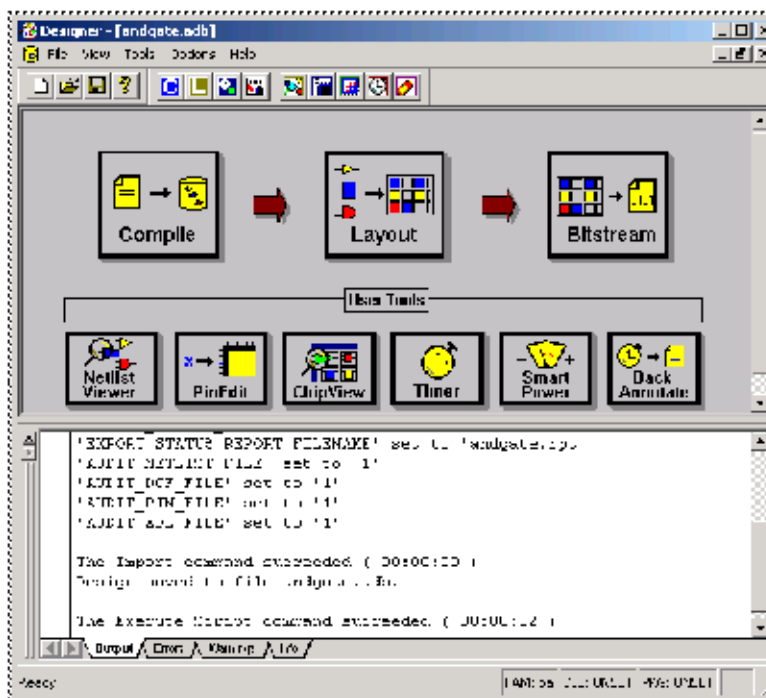 Designer - [andgate.adb]
File View Tools Options Help
Compile
Layout
Bitstream
User Tools
Netlist Viewer
PinEdit
ChipView
Timer
Smart Power
Back Annotate
'EXPORT_STATUS_REPORT_FILENAME' set to 'andgate.rpt
'AUDIT_NETLIST_FILE' set to '1'
'AUDIT_DCF_FILE' set to '1'
'AUDIT_PIN_FILE' set to '1'
'AUDIT_ADL_FILE' set to '1'
The Import command succeeded ( 00:00:00 )
Design saved to file andgate.adb.
The Execute Script command succeeded ( 00:00:02 )
Output Errors Warnings Info
Ready
FAM: